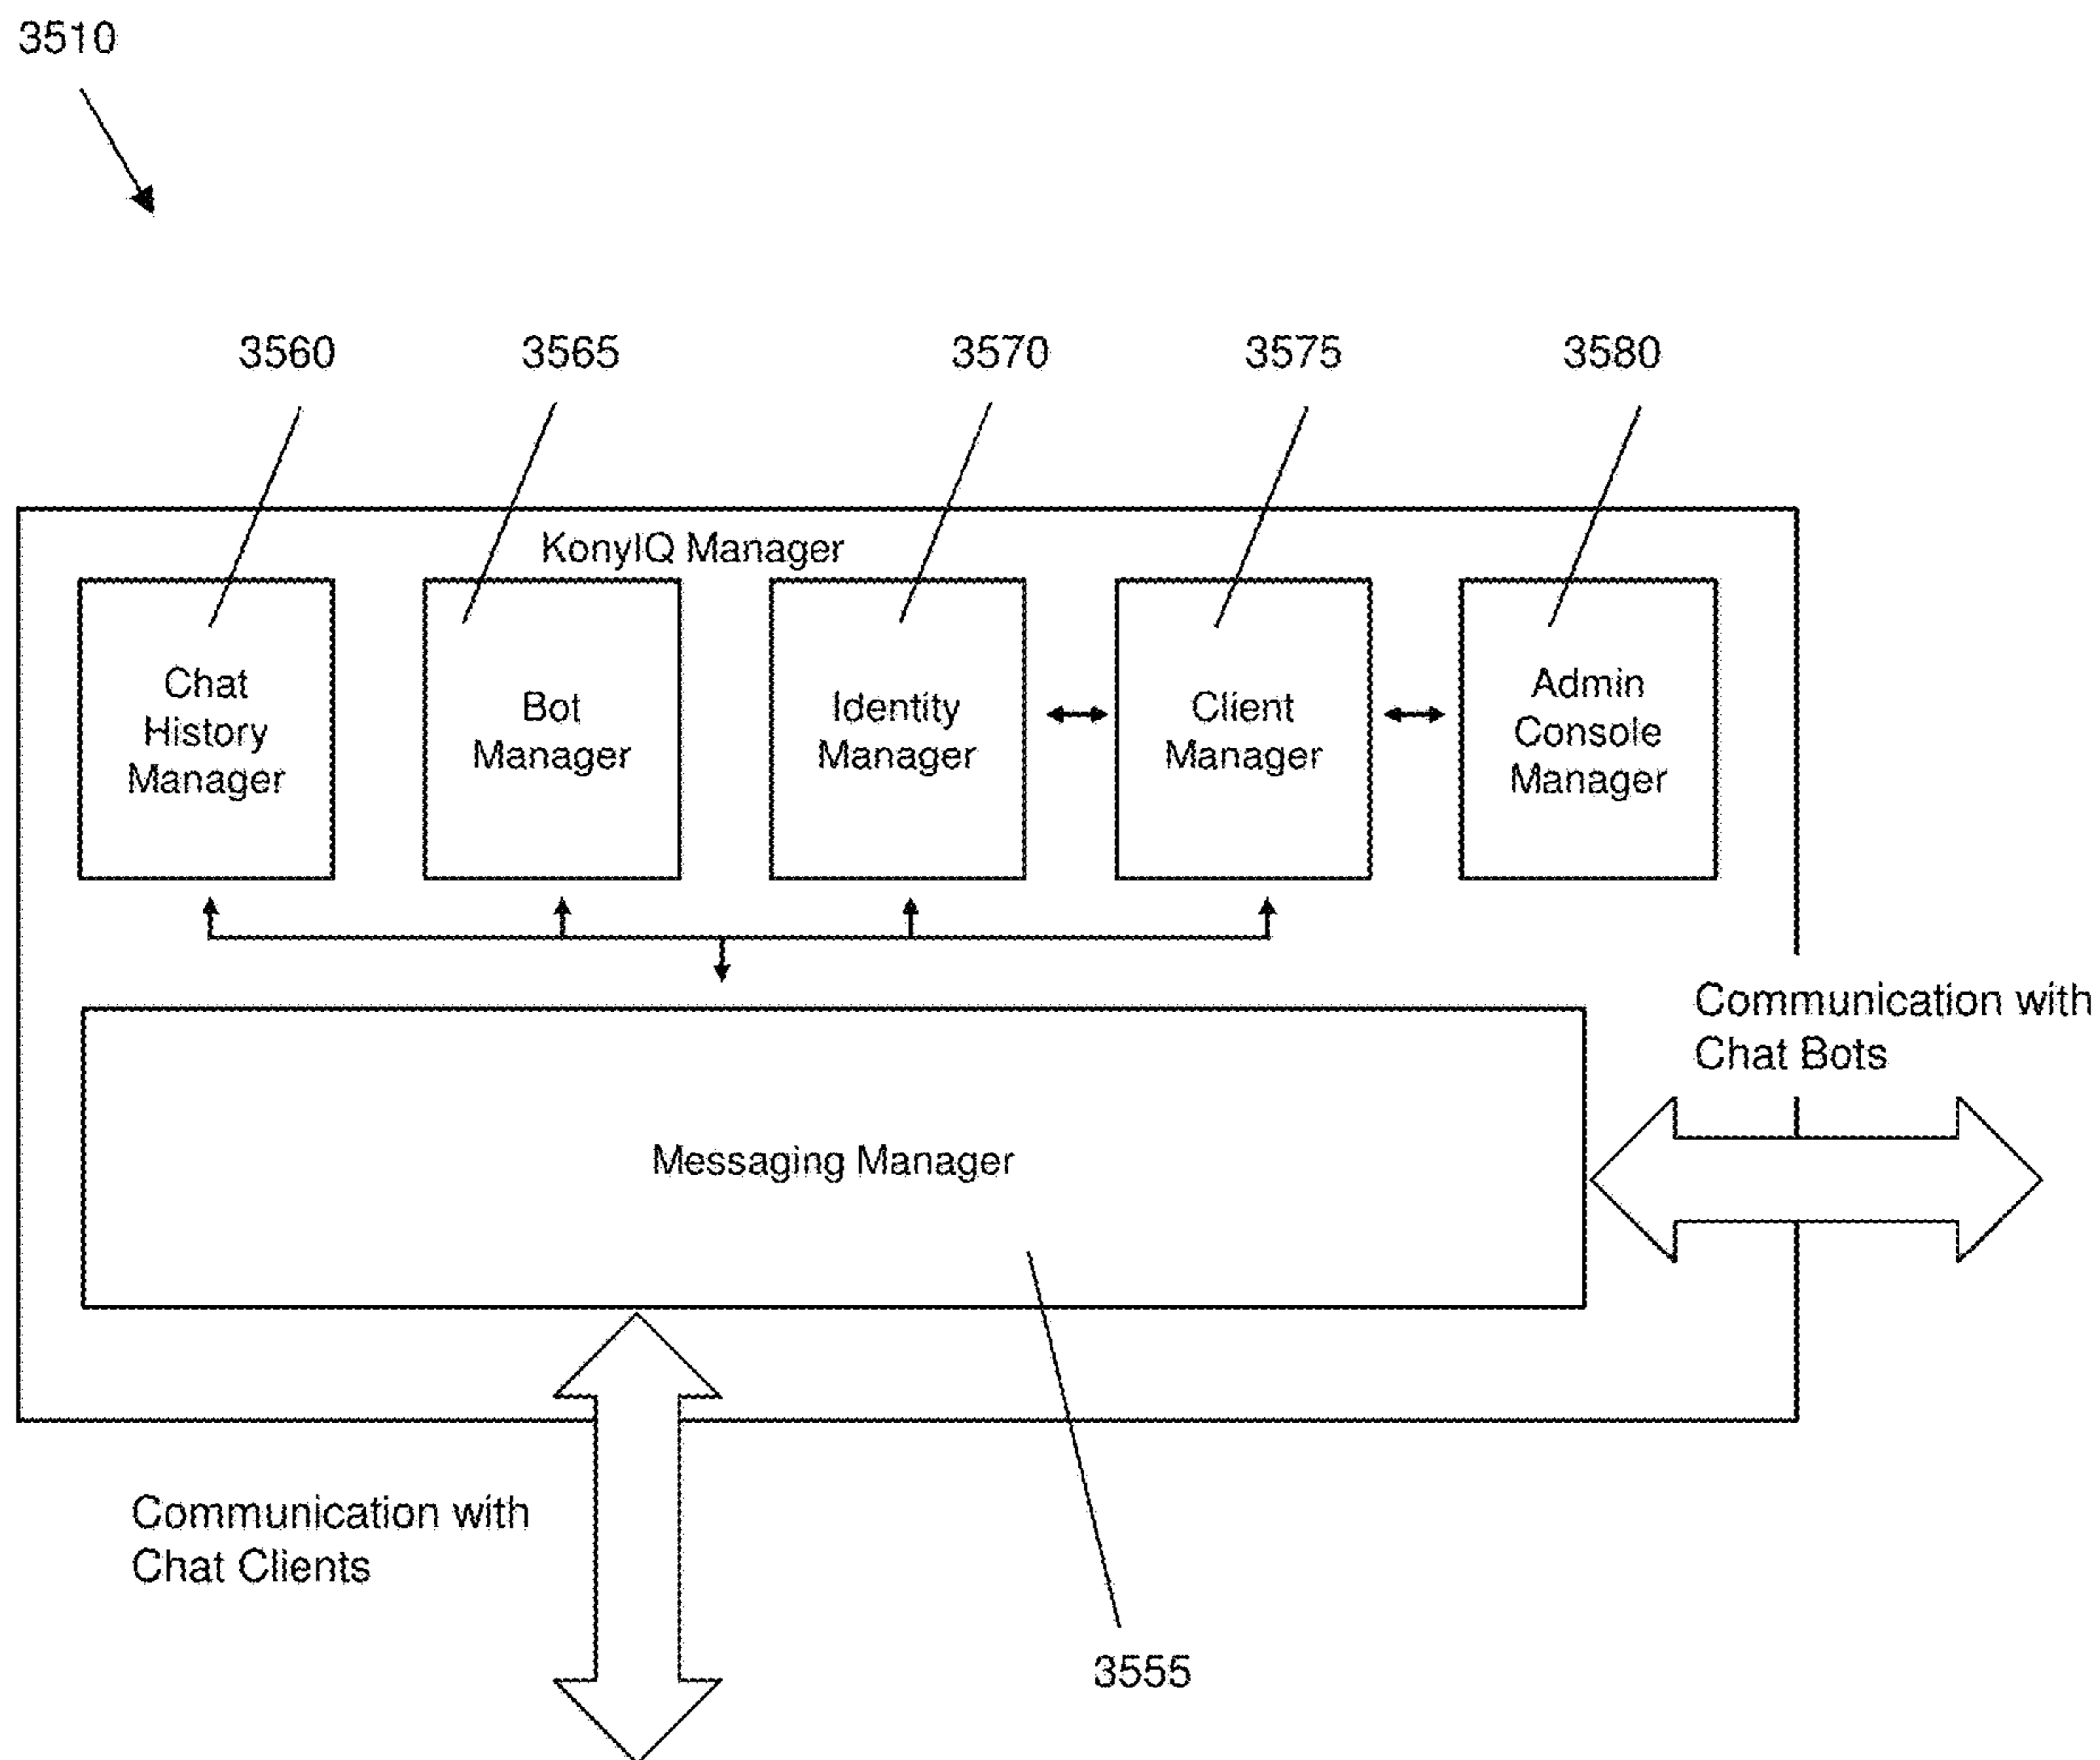 3510
3560
3565
3570
3575
3580
KonyIQ Manager
Chat
History
Manager
Bot
Manager
Identity
Manager
Client
Manager
Admin
Console
Manager
Communication with
Chat Bots
Messaging Manager
Communication with
Chat Clients
3555